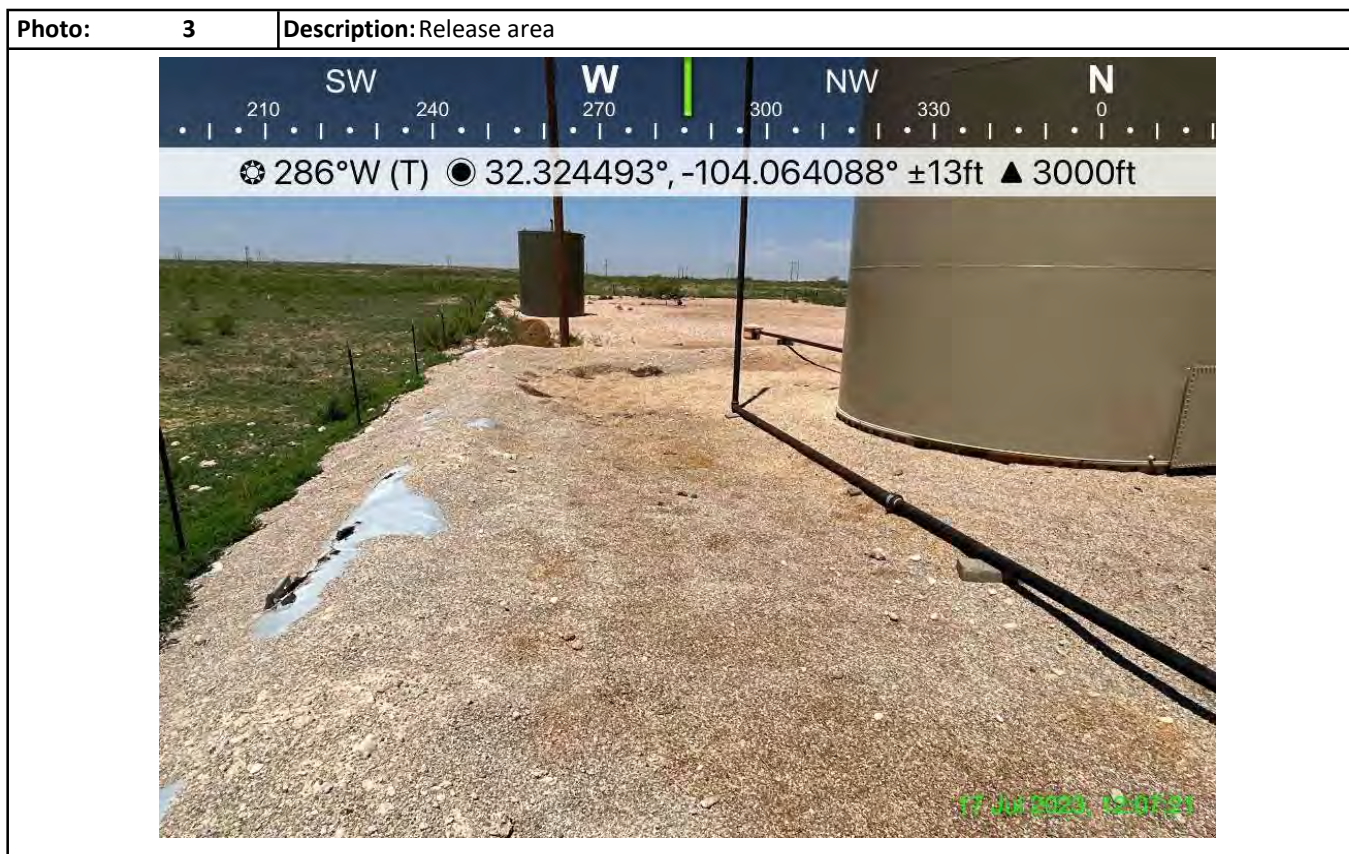 Photo: 3 Description: Release area
SW W NW N
210 240 270 300 330 0
286°W (T) 32.324493°, -104.064088° ±13ft ▲ 3000ft
17 Jul 2023, 12:07:21